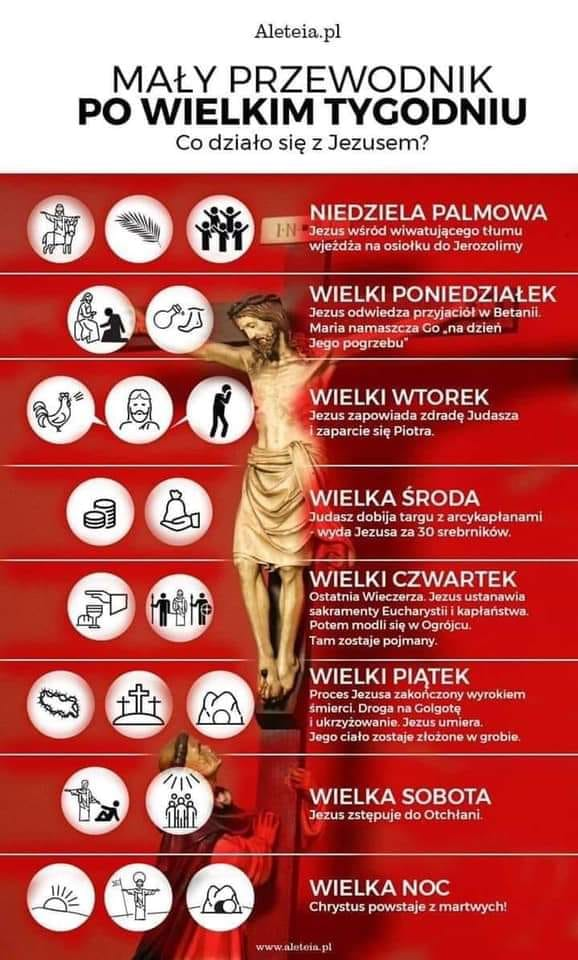 Aleteia.pl
MAŁY PRZEWODNIK
PO WIELKIM TYGODNIU
Co działo się z Jezusem?
NIEDZIELA PALMOWA
Jezus wśród wiwatującego tłumu
wjeżdża na osiołku do Jerozolimy
I·N
WIELKI PONIEDZIAŁEK
Jezus odwiedza przyjaciół w Betanii.
Maria namaszcza Go „na dzień
Jego pogrzebu"
WIELKI WTOREK
Jezus zapowiada zdradę Judasza
i zaparcie się Piotra.
WIELKA ŚRODA
Judasz dobija targu z arcykapłanami
- wyda Jezusa za 30 srebrników.
WIELKI CZWARTEK
Ostatnia Wieczerza. Jezus ustanawia
sakramenty Eucharystii i kapłaństwa.
Potem modli się w Ogrójcu.
Tam zostaje pojmany.
WIELKI PIĄTEK
Proces Jezusa zakończony wyrokiem
śmierci. Droga na Golgotę
i ukrzyżowanie. Jezus umiera.
Jego ciało zostaje złożone w grobie.
WIELKA SOBOTA
Jezus zstępuje do Otchłani.
WIELKA NOC
Chrystus powstaje z martwych!
www.aleteia.pl